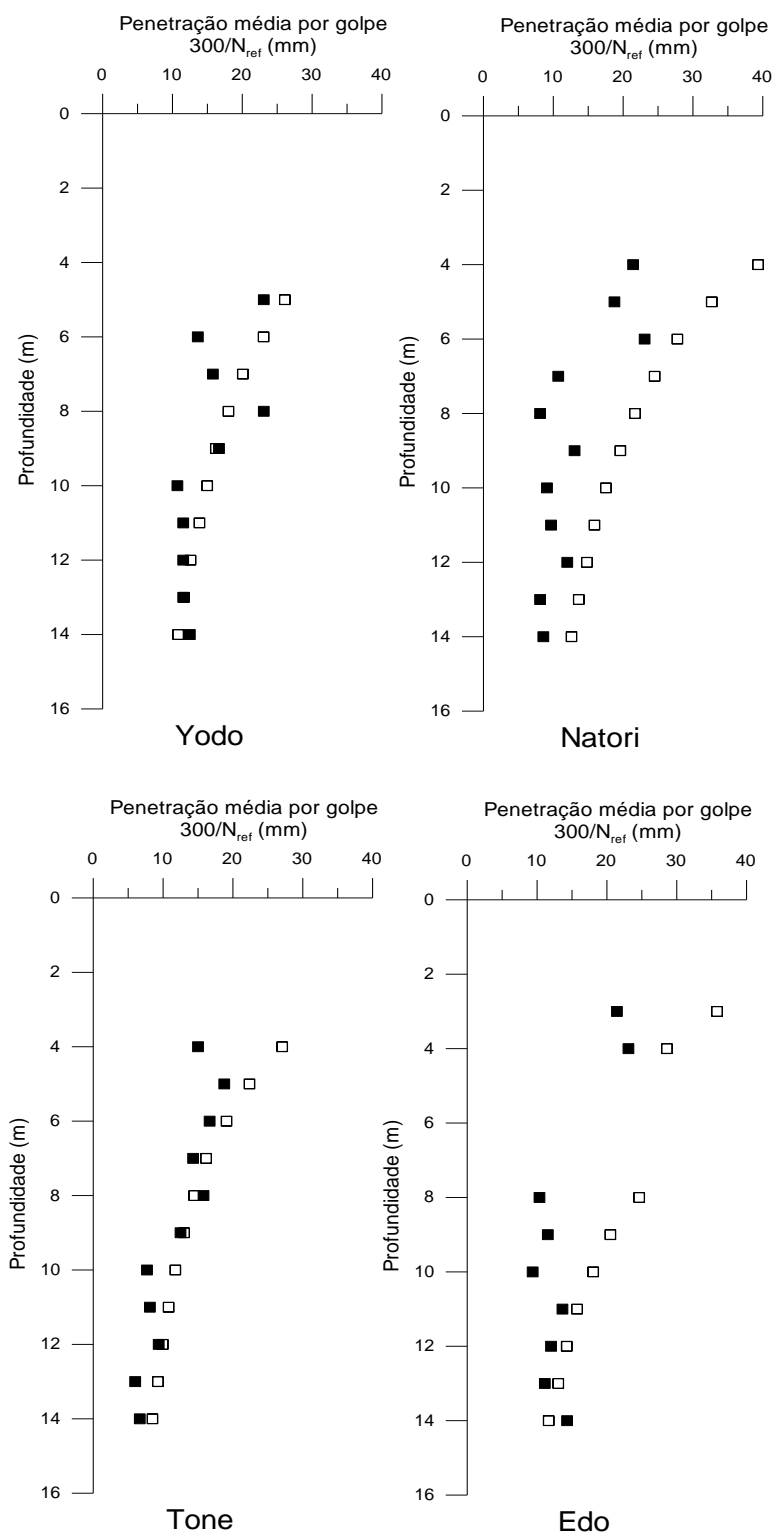 Penetração média por golpe
300/Nref (mm)
0 10 20 30 40
Profundidade (m)
0
2
4
6
8
10
12
14
16
Yodo
Penetração média por golpe
300/Nref (mm)
0 10 20 30 40
Profundidade (m)
0
2
4
6
8
10
12
14
16
Natori
Penetração média por golpe
300/Nref (mm)
0 10 20 30 40
Profundidade (m)
0
2
4
6
8
10
12
14
16
Tone
Penetração média por golpe
300/Nref (mm)
0 10 20 30 40
Profundidade (m)
0
2
4
6
8
10
12
14
16
Edo